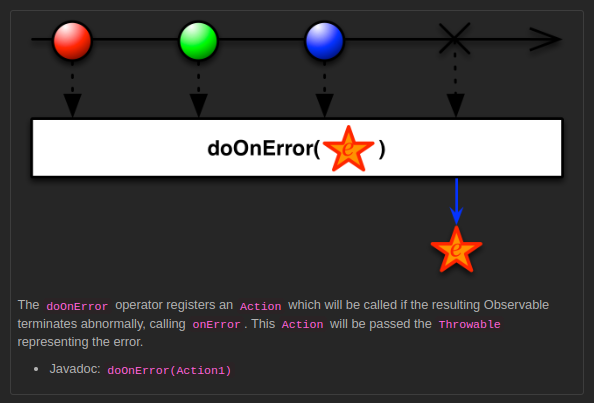 doOnError( e )
e
The doOnError operator registers an Action which will be called if the resulting Observable
terminates abnormally, calling onError. This Action will be passed the Throwable
representing the error.
• Javadoc: doOnError(Action1)